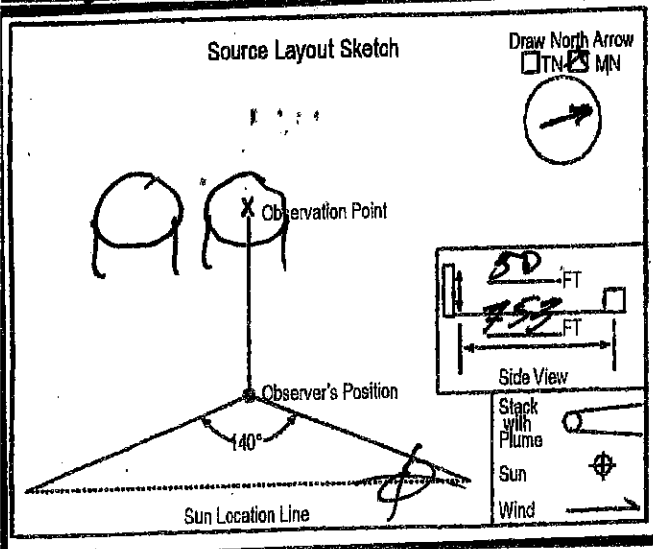 Source Layout Sketch
Draw North Arrow
TN MN
X Observation Point
50 FT
753 FT
Side View
Observer's Position
140°
Sun Location Line
Stack
with
Plume
Sun
Wind